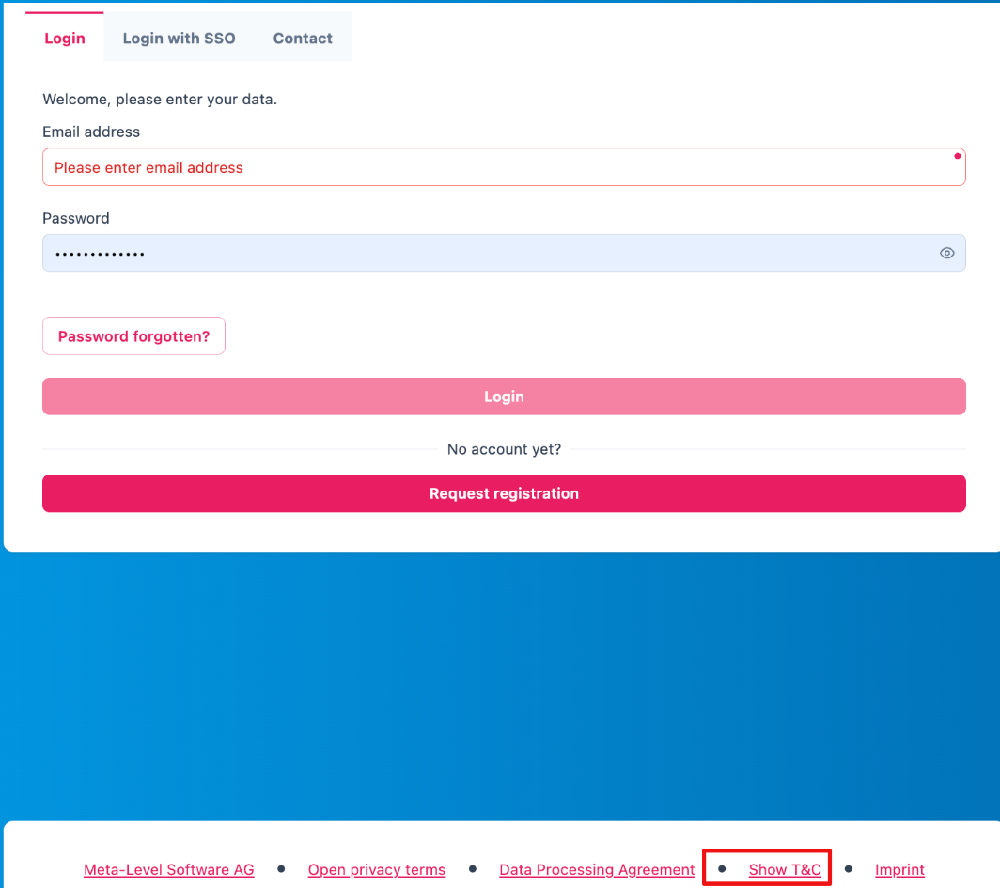 Login Login with SSO Contact
Welcome, please enter your data.
Email address
Please enter email address
Password
•••••••••••••
Password forgotten?
Login
No account yet?
Request registration
Meta-Level Software AG • Open privacy terms • Data Processing Agreement • Show T&C • Imprint